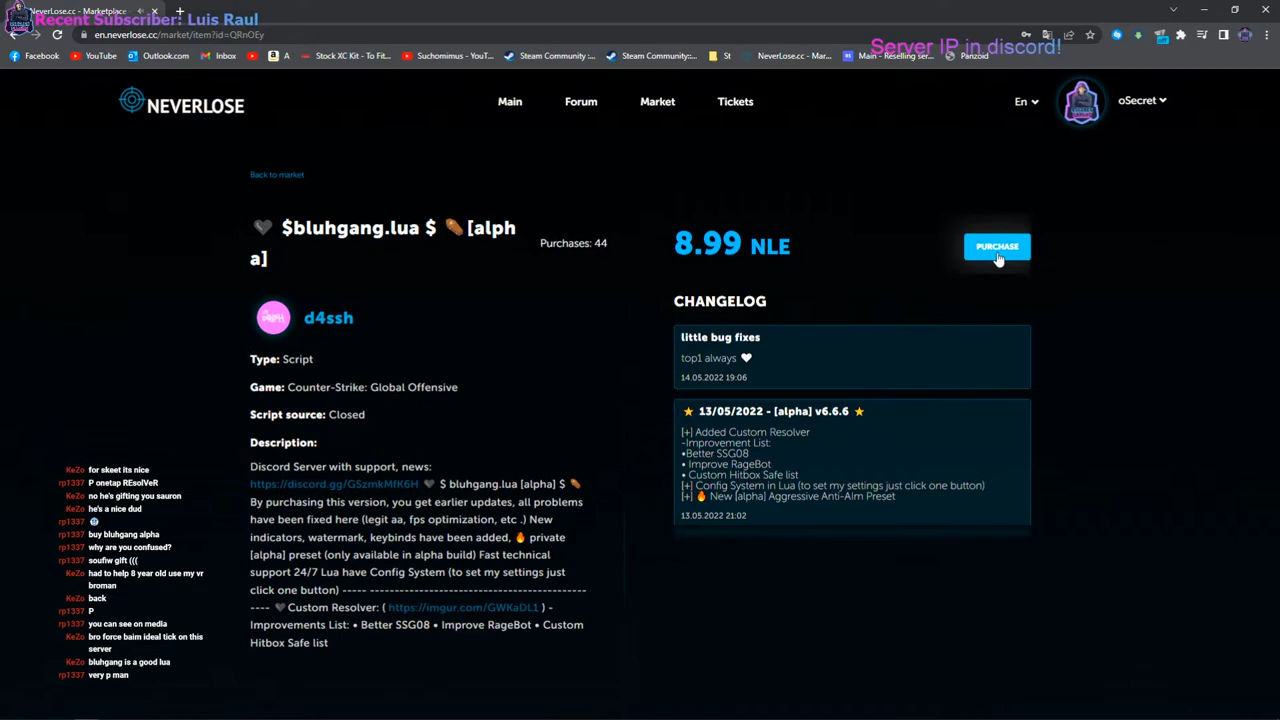 NeverLose.cc - Marketplace
Recent Subscriber: Luis Raul
en.neverlose.cc/market/item?id=QRnOEy
Server IP in discord!
Facebook
YouTube
Outlook.com
Inbox
A
Stock XC Kit - To Fit...
Suchomimus - YouT...
Steam Community :...
Steam Community::...
St
NeverLose.cc - Mar...
Main - Reselling ser...
Panzoid
NEVERLOSE
Main
Forum
Market
Tickets
En
oSecret
Back to market
$bluhgang.lua $ ⚰️ [alph
a]
Purchases: 44
d4ssh
Type: Script
Game: Counter-Strike: Global Offensive
Script source: Closed
Description:
Discord Server with support, news:
https://discord.gg/GSzmkMfK6H 🖤 $ bluhgang.lua [alpha] $ ⚰️
By purchasing this version, you get earlier updates, all problems
have been fixed here (legit aa, fps optimization, etc .) New
indicators, watermark, keybinds have been added, 🔥 private
[alpha] preset (only available in alpha build) Fast technical
support 24/7 Lua have Config System (to set my settings just
click one button) ----- -----------------------------------------
---- 🖤Custom Resolver: ( https://imgur.com/GWKaDL1 ) -
Improvements List: • Better SSG08 • Improve RageBot • Custom
Hitbox Safe list
8.99 NLE
PURCHASE
CHANGELOG
little bug fixes
top1 always 🤍
14.05.2022 19:06
⭐ 13/05/2022 - [alpha] v6.6.6 ⭐
[+] Added Custom Resolver
-Improvement List:
•Better SSG08
• Improve RageBot
• Custom Hitbox Safe list
[+] Config System in Lua (to set my settings just click one button)
[+] 🔥 New [alpha] Aggressive Anti-Alm Preset
13.05.2022 21:02
KeZo for skeet its nice
rp1337 P onetap REsolVeR
KeZo no he's gifting you sauron
KeZo he's a nice dud
rp1337 🥶
rp1337 buy bluhgang alpha
rp1337 why are you confused?
rp1337 soufiw gift (((
KeZo had to help 8 year old use my vr
broman
KeZo back
rp1337 P
rp1337 you can see on media
KeZo bro force baim ideal tick on this
server
KeZo bluhgang is a good lua
rp1337 very p man